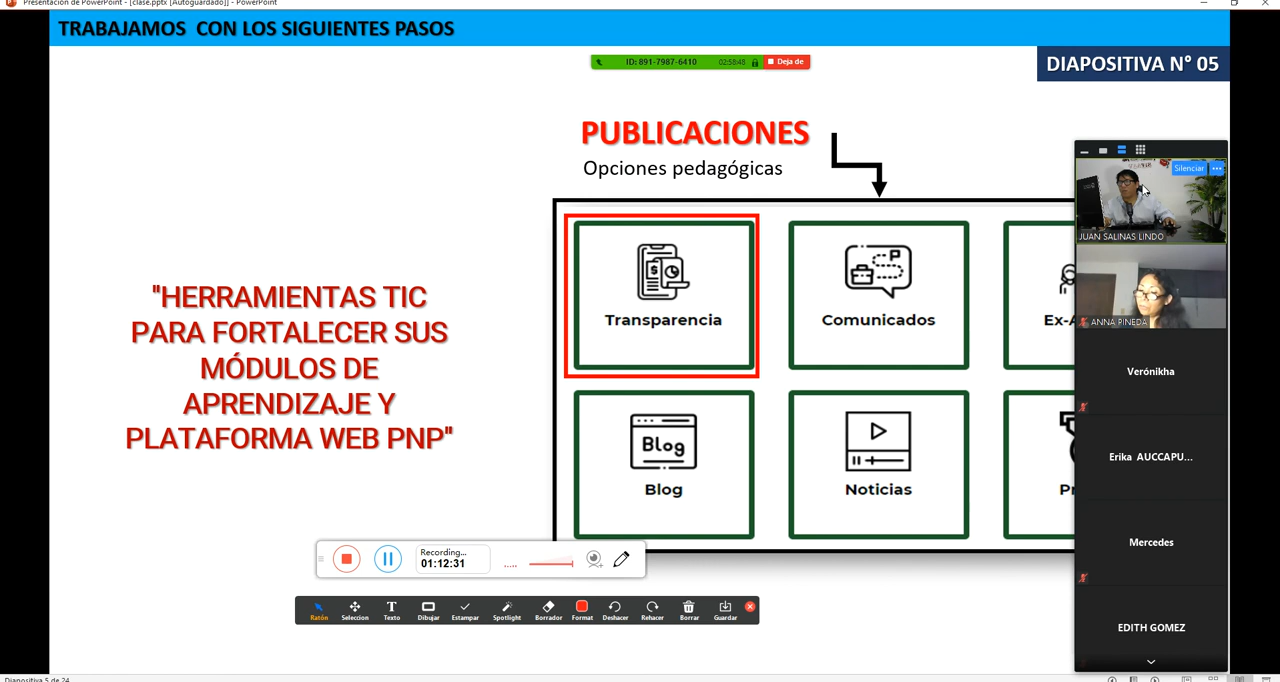 Presentación de PowerPoint - [clase.pptx [Autoguardado]] - PowerPoint
TRABAJAMOS CON LOS SIGUIENTES PASOS
ID: 891-7987-6410 02:58:48 Deja de
DIAPOSITIVA N° 05
PUBLICACIONES
Opciones pedagógicas
"HERRAMIENTAS TIC
PARA FORTALECER SUS
MÓDULOS DE
APRENDIZAJE Y
PLATAFORMA WEB PNP"
Transparencia
Comunicados
Blog
Blog
Noticias
Silenciar
JUAN SALINAS LINDO
ANNA PINEDA
Verónikha
Erika AUCCAPU...
Mercedes
EDITH GOMEZ
Recording...
01:12:31
Ratón Seleccion Texto Dibujar Estampar Spotlight Borrador Format Deshacer Rehacer Borrar Guardar
Diapositiva 5 de 24